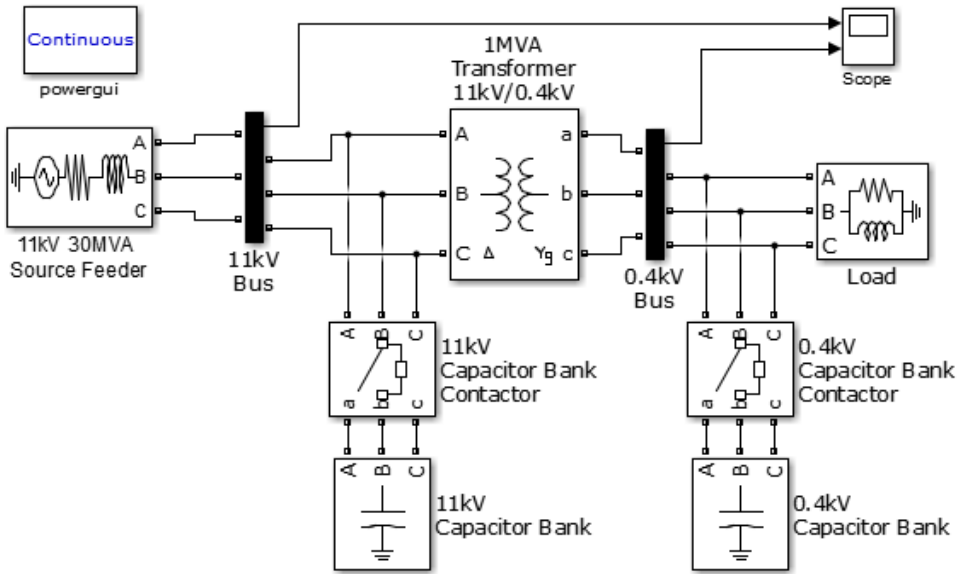 Continuous
powergui
1MVA
Transformer
11kV/0.4kV
Scope
A
B
C
11kV 30MVA
Source Feeder
11kV
Bus
A
B
C
Δ
Yg
a
b
c
0.4kV
Bus
A
B
C
Load
A
B
C
a
b
c
11kV
Capacitor Bank
Contactor
A
B
C
11kV
Capacitor Bank
A
B
C
a
b
c
0.4kV
Capacitor Bank
Contactor
A
B
C
0.4kV
Capacitor Bank